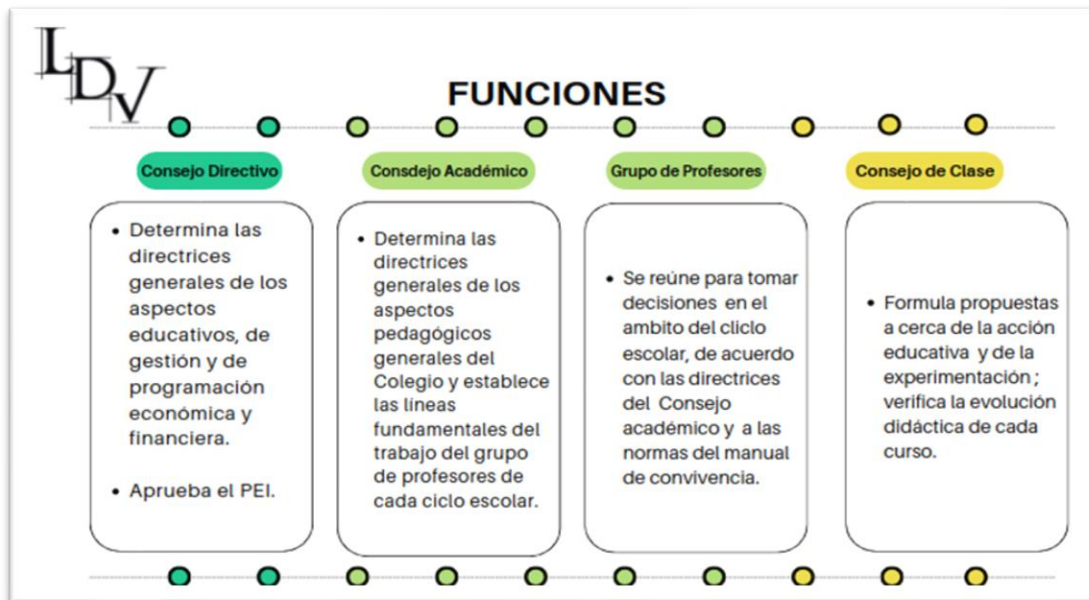 LDV
FUNCIONES
Consejo Directivo
Consdejo Académico
Grupo de Profesores
Consejo de Clase
• Determina las
directrices
generales de los
aspectos
educativos, de
gestión y de
programación
económica y
financiera.
• Aprueba el PEI.
• Determina las
directrices
generales de los
aspectos
pedagógicos
generales del
Colegio y establece
las líneas
fundamentales del
trabajo del grupo
de profesores de
cada ciclo escolar.
• Se reúne para tomar
decisiones en el
ambito del cliclo
escolar, de acuerdo
con las directrices
del Consejo
académico y a las
normas del manual
de convivencia.
• Formula propuestas
a cerca de la acción
educativa y de la
experimentación ;
verifica la evolución
didáctica de cada
curso.